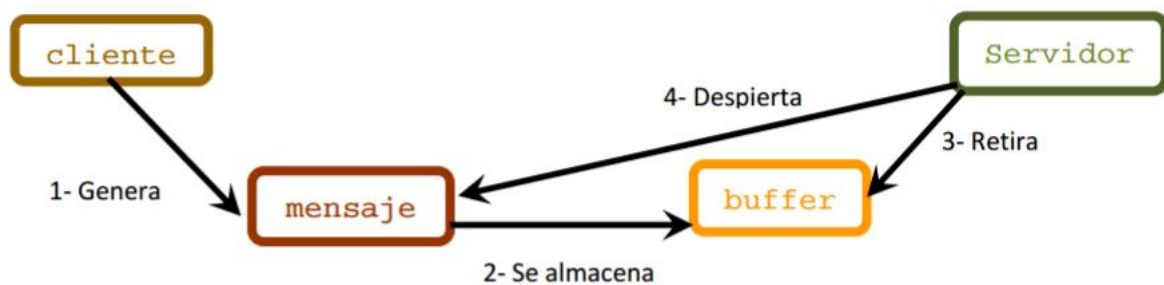 cliente
Servidor
4- Despierta
3- Retira
1- Genera
mensaje
buffer
2- Se almacena